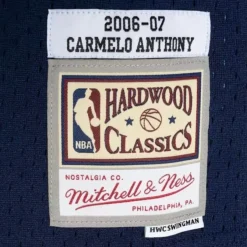 2006-07
CARMELO ANTHONY
NBA
HARDWOOD
CLASSICS
NOSTALGIA CO.
Mitchell & Ness
PHILADELPHIA, PA.
HWC SWINGMAN